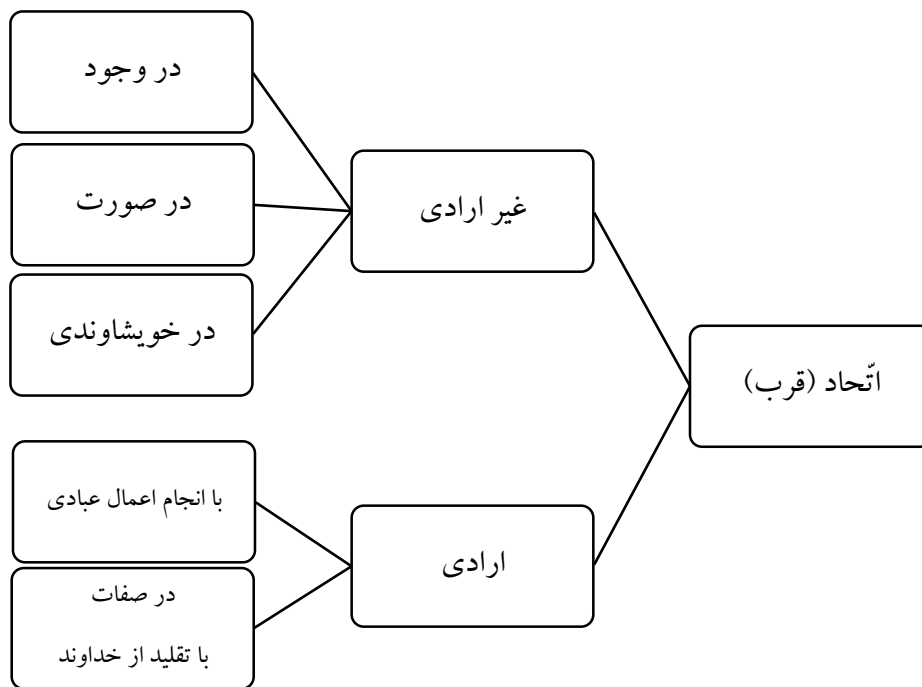 اتّحاد (قرب)
غیر ارادی
در وجود
در صورت
در خویشاوندی
ارادی
با انجام اعمال عبادی
در صفات
با تقلید از خداوند